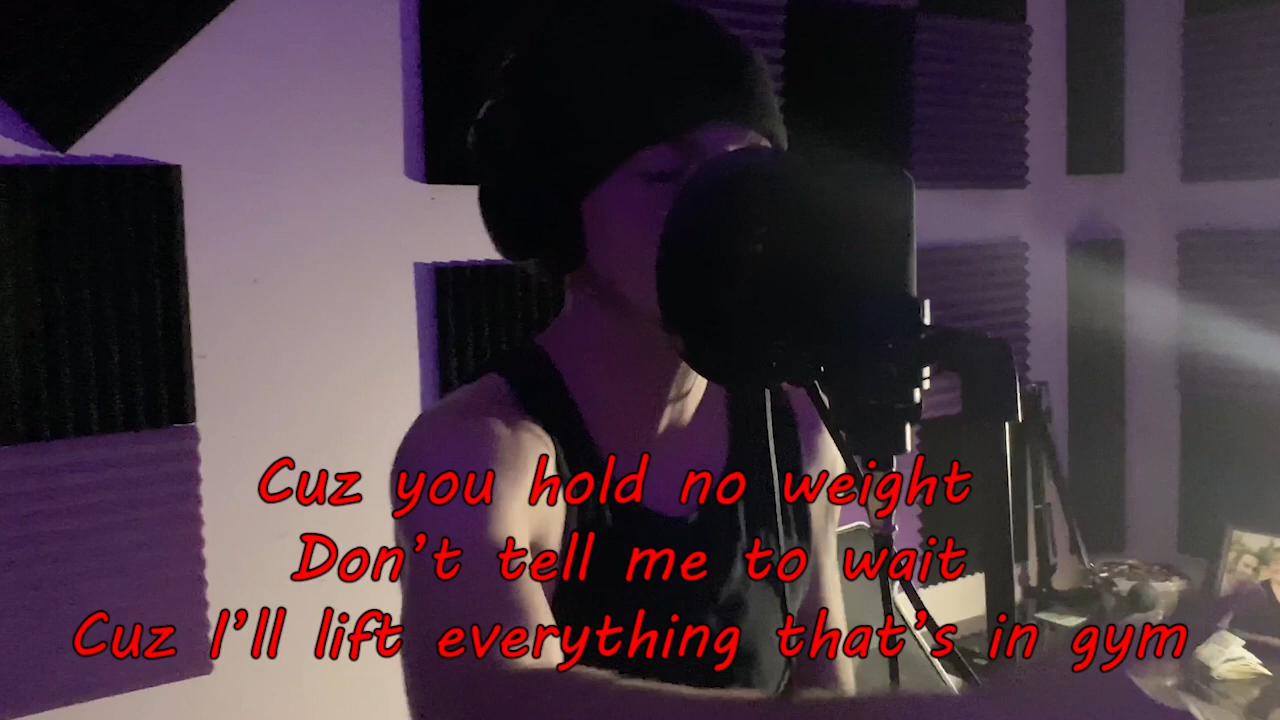 Cuz you hold no weight
Don't tell me to wait
Cuz I'll lift everything that's in gym